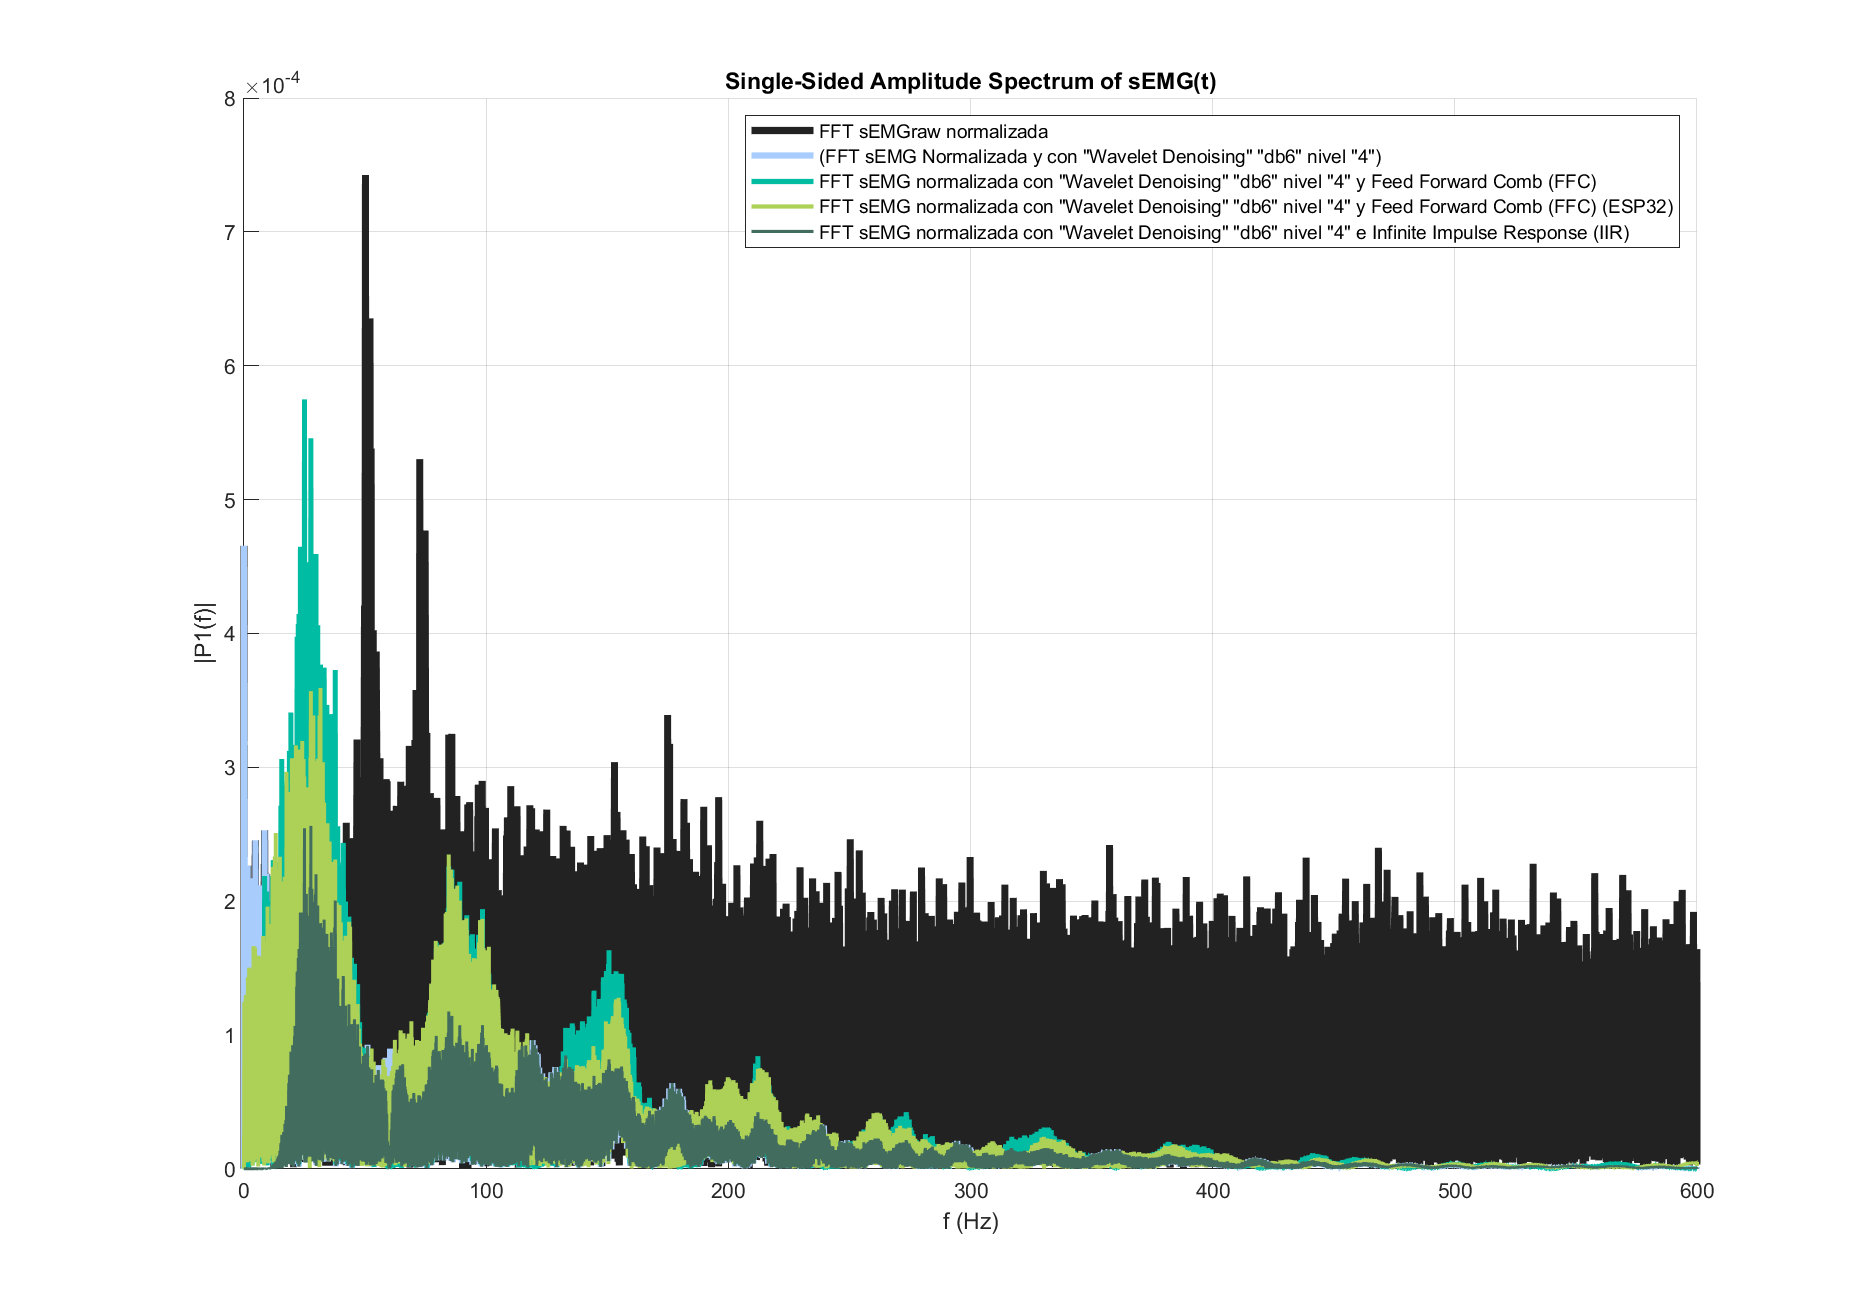 Single-Sided Amplitude Spectrum of sEMG(t)
×10-4
8
7
6
5
4
3
2
1
0
|P1(f)|
FFT sEMGraw normalizada
(FFT sEMG Normalizada y con "Wavelet Denoising" "db6" nivel "4")
FFT sEMG normalizada con "Wavelet Denoising" "db6" nivel "4" y Feed Forward Comb (FFC)
FFT sEMG normalizada con "Wavelet Denoising" "db6" nivel "4" y Feed Forward Comb (FFC) (ESP32)
FFT sEMG normalizada con "Wavelet Denoising" "db6" nivel "4" e Infinite Impulse Response (IIR)
0 100 200 300 400 500 600
f (Hz)